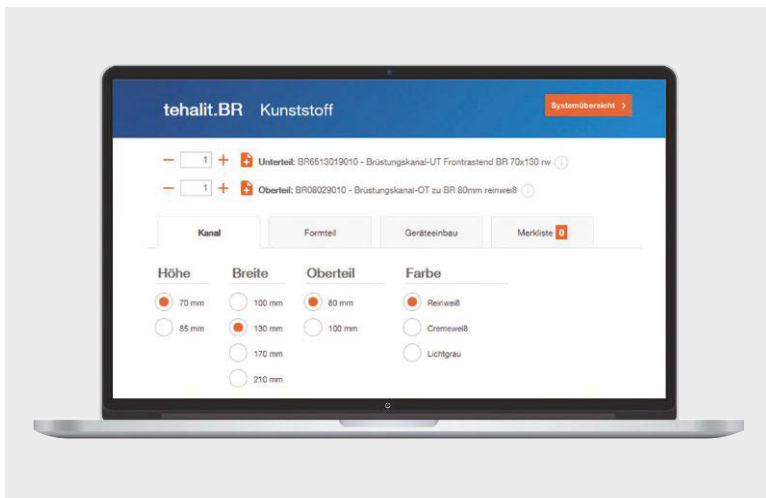 tehalit.BR Kunststoff
Systemübersicht >
− 1 + Unterteil: BR6513019010 - Brüstungskanal-UT Frontrastend BR 70x130 rw i
− 1 + Oberteil: BR08029010 - Brüstungskanal-OT zu BR 80mm reinweiß i
Kanal Formteil Geräteeinbau Merkliste 0
Höhe Breite Oberteil Farbe
70 mm 100 mm 80 mm Reinweiß
85 mm 130 mm 100 mm Cremeweiß
170 mm Lichtgrau
210 mm